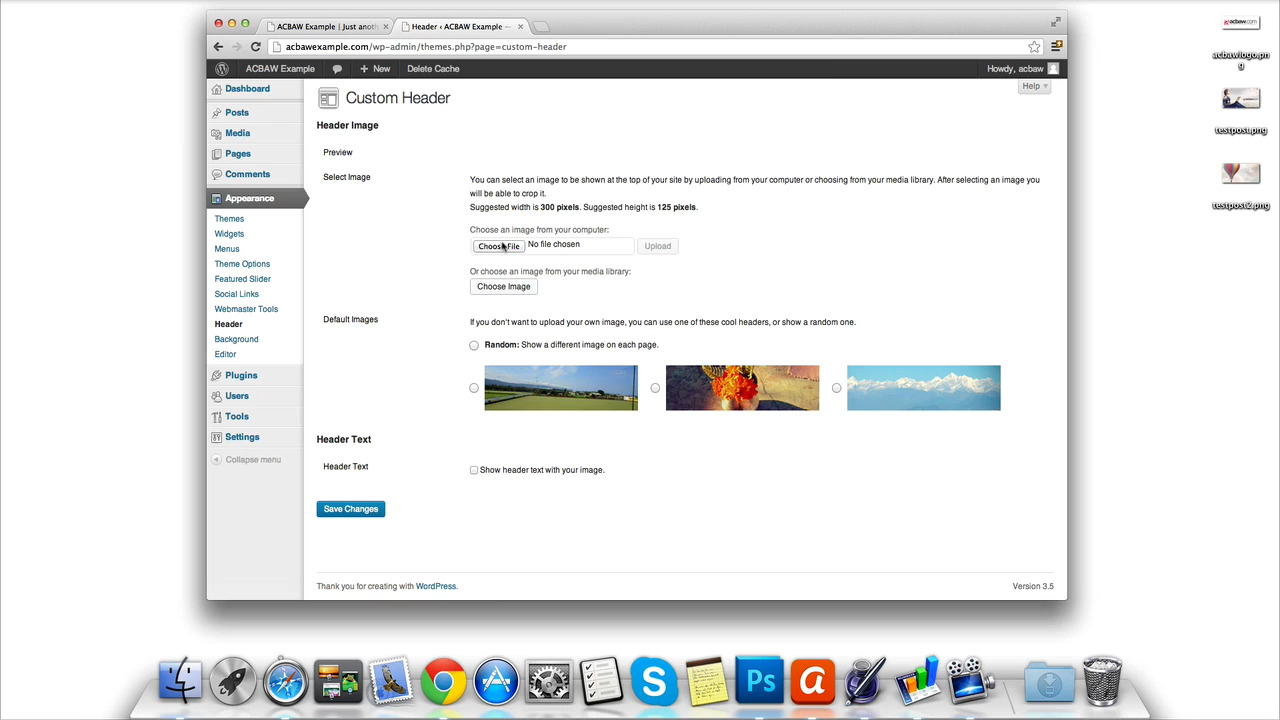 ACBAW Example | Just anoth
Header ‹ ACBAW Example —
acbawexample.com/wp-admin/themes.php?page=custom-header
ACBAW Example
+ New
Delete Cache
Howdy, acbaw
Dashboard
Posts
Media
Pages
Comments
Appearance
Themes
Widgets
Menus
Theme Options
Featured Slider
Social Links
Webmaster Tools
Header
Background
Editor
Plugins
Users
Tools
Settings
Collapse menu
Help
Custom Header
Header Image
Preview
Select Image
You can select an image to be shown at the top of your site by uploading from your computer or choosing from your media library. After selecting an image you
will be able to crop it.
Suggested width is 300 pixels. Suggested height is 125 pixels.
Choose an image from your computer:
Choose File No file chosen
Upload
Or choose an image from your media library:
Choose Image
Default Images
If you don't want to upload your own image, you can use one of these cool headers, or show a random one.
Random: Show a different image on each page.
Header Text
Header Text
Show header text with your image.
Save Changes
Thank you for creating with WordPress.
Version 3.5
acbaw.com
acbawlogo.pn
g
testpost.png
testpost2.png
S
Ps
a